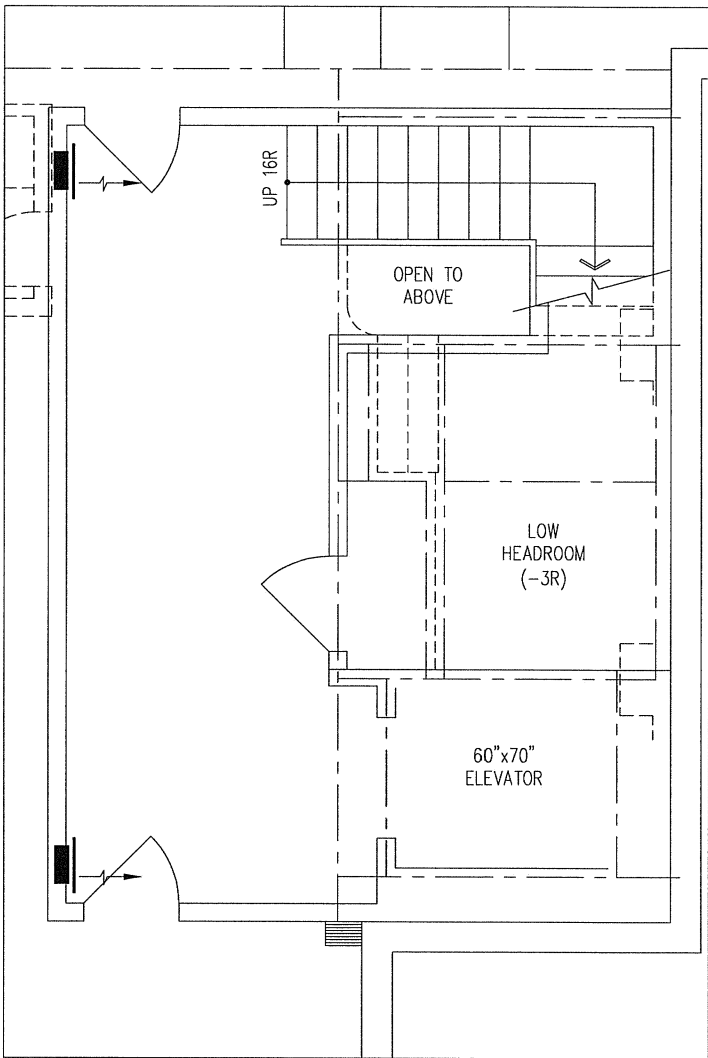 UP 16R
OPEN TO
ABOVE
LOW
HEADROOM
(-3R)
60"x70"
ELEVATOR